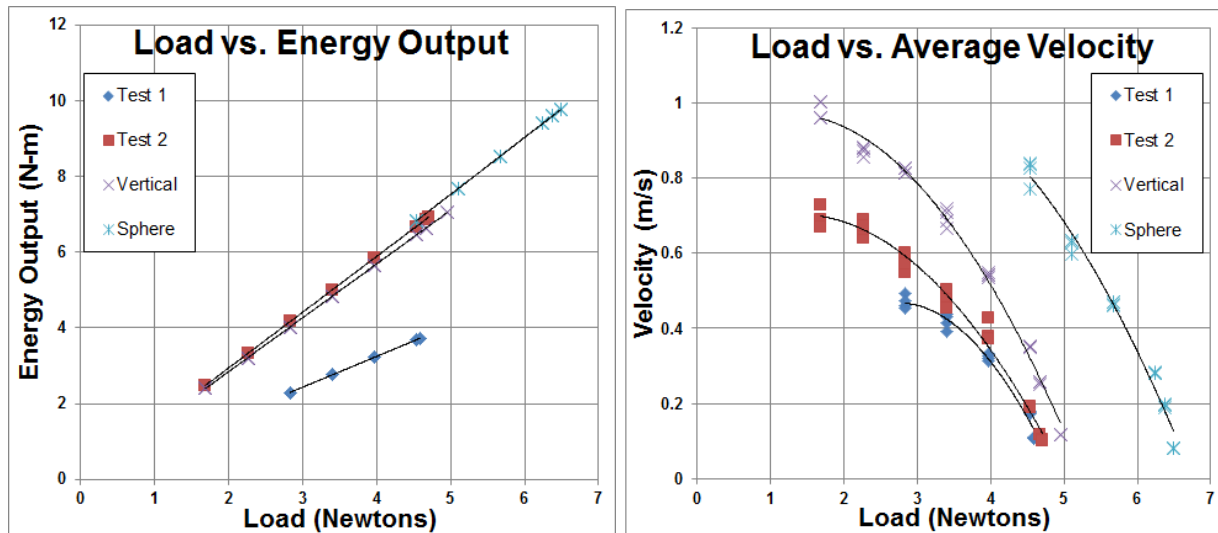 Load vs. Energy Output
12
10
8
6
4
2
0
Energy Output (N-m)
Test 1
Test 2
Vertical
Sphere
0 1 2 3 4 5 6 7
Load (Newtons)
Load vs. Average Velocity
1.2
1
0.8
0.6
0.4
0.2
0
Velocity (m/s)
Test 1
Test 2
Vertical
Sphere
0 1 2 3 4 5 6 7
Load (Newtons)